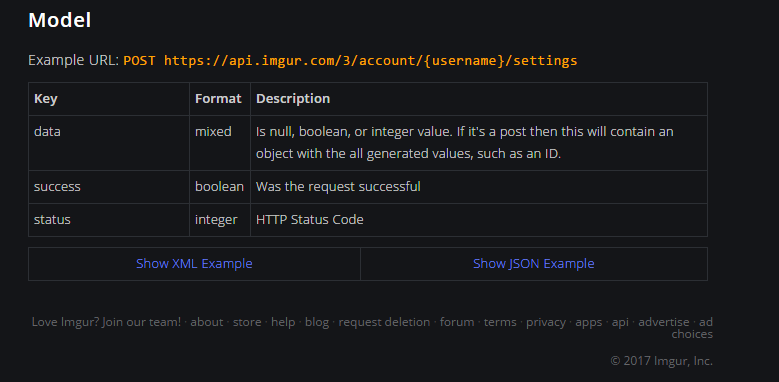 Model
Example URL: POST https://api.imgur.com/3/account/{username}/settings
Key Format Description
data mixed Is null, boolean, or integer value. If it's a post then this will contain an
object with the all generated values, such as an ID.
success boolean Was the request successful
status integer HTTP Status Code
Show XML Example Show JSON Example
Love Imgur? Join our team! · about · store · help · blog · request deletion · forum · terms · privacy · apps · api · advertise · ad
choices
© 2017 Imgur, Inc.